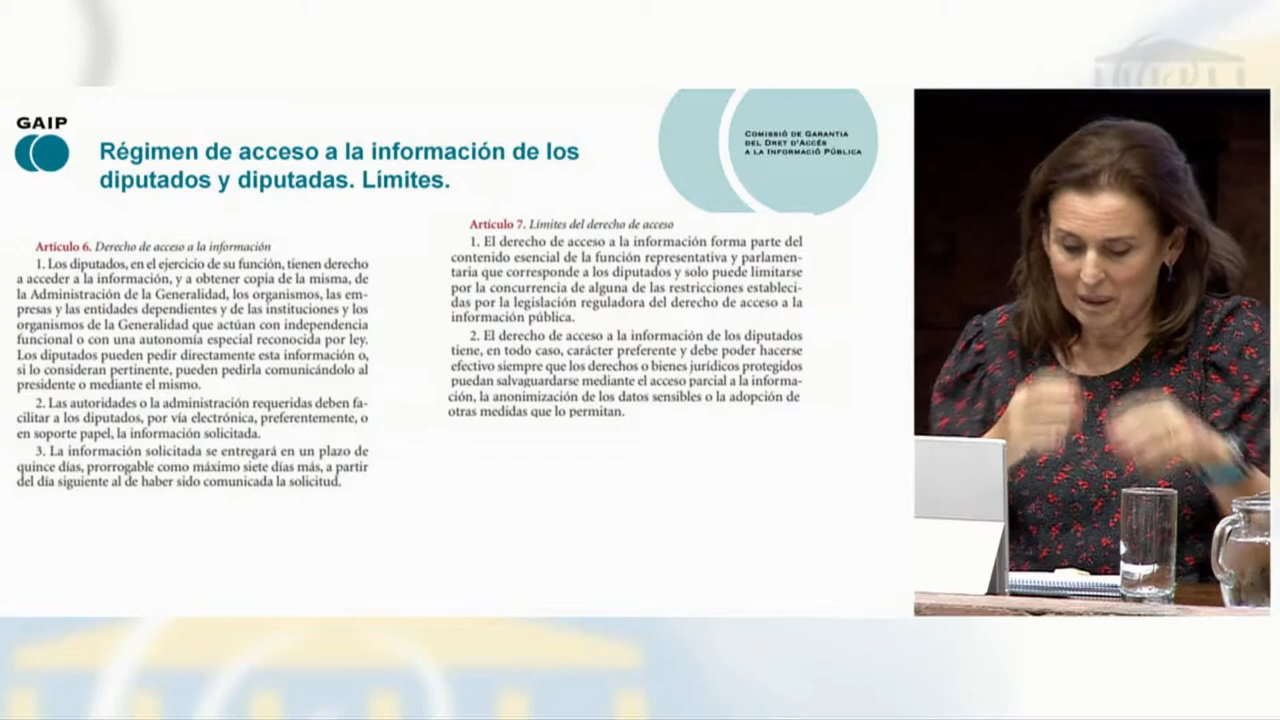 GAIP
Régimen de acceso a la información de los
diputados y diputadas. Límites.
Comissió de Garantia
del Dret d'Accés
a la Informació Pública
Artículo 6. Derecho de acceso a la información
1. Los diputados, en el ejercicio de su función, tienen derecho
a acceder a la información, y a obtener copia de la misma, de
la Administración de la Generalidad, los organismos, las em-
presas y las entidades dependientes y de las instituciones y los
organismos de la Generalidad que actúan con independencia
funcional o con una autonomía especial reconocida por ley.
Los diputados pueden pedir directamente esta información o,
si lo consideran pertinente, pueden pedirla comunicándolo al
presidente o mediante el mismo.
2. Las autoridades o la administración requeridas deben fa-
cilitar a los diputados, por vía electrónica, preferentemente, o
en soporte papel, la información solicitada.
3. La información solicitada se entregará en un plazo de
quince días, prorrogable como máximo siete días más, a partir
del día siguiente al de haber sido comunicada la solicitud.
Artículo 7. Límites del derecho de acceso
1. El derecho de acceso a la información forma parte del
contenido esencial de la función representativa y parlamen-
taria que corresponde a los diputados y solo puede limitarse
por la concurrencia de alguna de las restricciones estableci-
das por la legislación reguladora del derecho de acceso a la
información pública.
2. El derecho de acceso a la información de los diputados
tiene, en todo caso, carácter preferente y debe poder hacerse
efectivo siempre que los derechos o bienes jurídicos protegidos
puedan salvaguardarse mediante el acceso parcial a la informa-
ción, la anonimización de los datos sensibles o la adopción de
otras medidas que lo permitan.